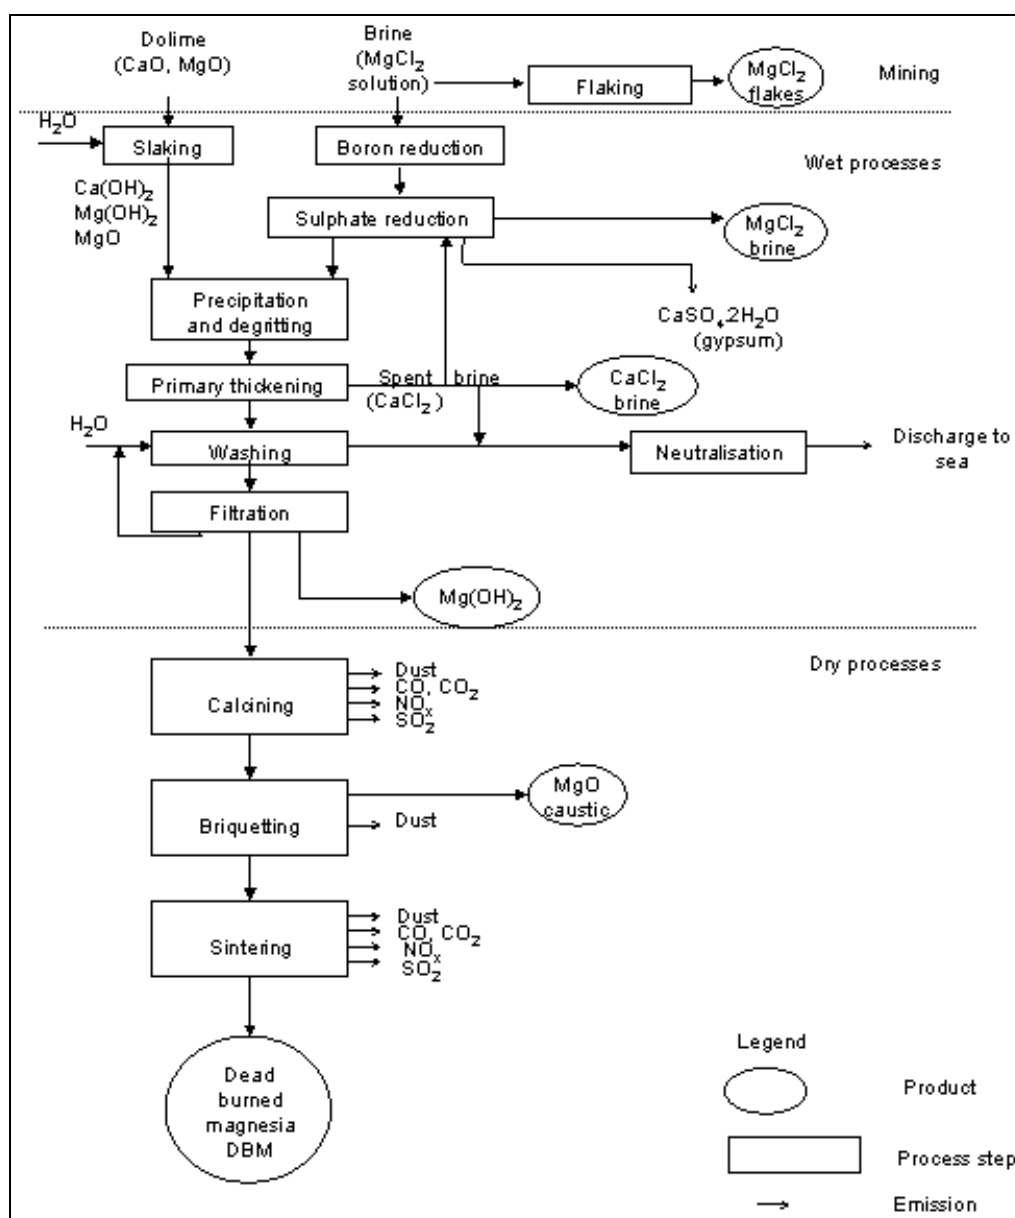 Dolime
(CaO, MgO)
Brine
(MgCl2
solution)
Flaking
MgCl2
flakes
Mining
H2O
Slaking
Boron reduction
Wet processes
Ca(OH)2
Mg(OH)2
MgO
Sulphate reduction
MgCl2
brine
Precipitation
and degritting
CaSO4.2H2O
(gypsum)
Primary thickening
Spent brine
(CaCl2)
CaCl2
brine
H2O
Washing
Neutralisation
Discharge to
sea
Filtration
Mg(OH)2
Dry processes
Calcining
Dust
CO, CO2
NOx
SO2
Briquetting
MgO
caustic
Dust
Sintering
Dust
CO, CO2
NOx
SO2
Dead
burned
magnesia
DBM
Legend
Product
Process step
Emission